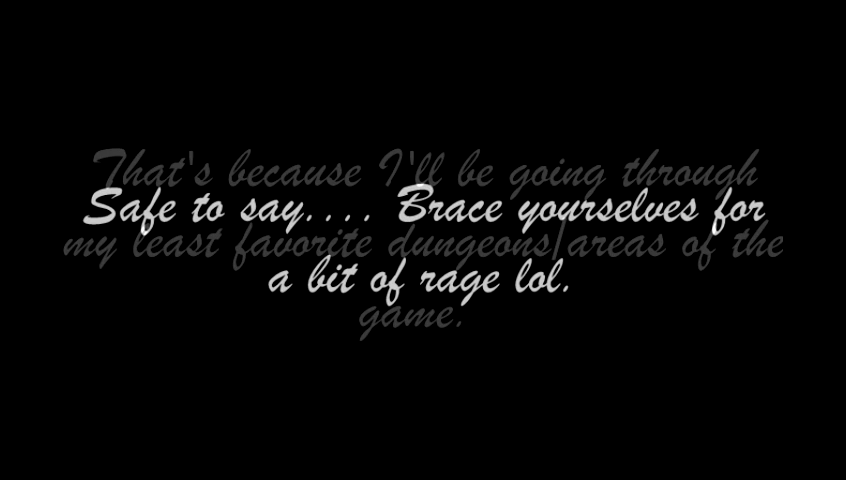 That's because I'll be going through
Safe to say.... Brace yourselves for
my least favorite dungeons/areas of the
a bit of rage lol.
game.